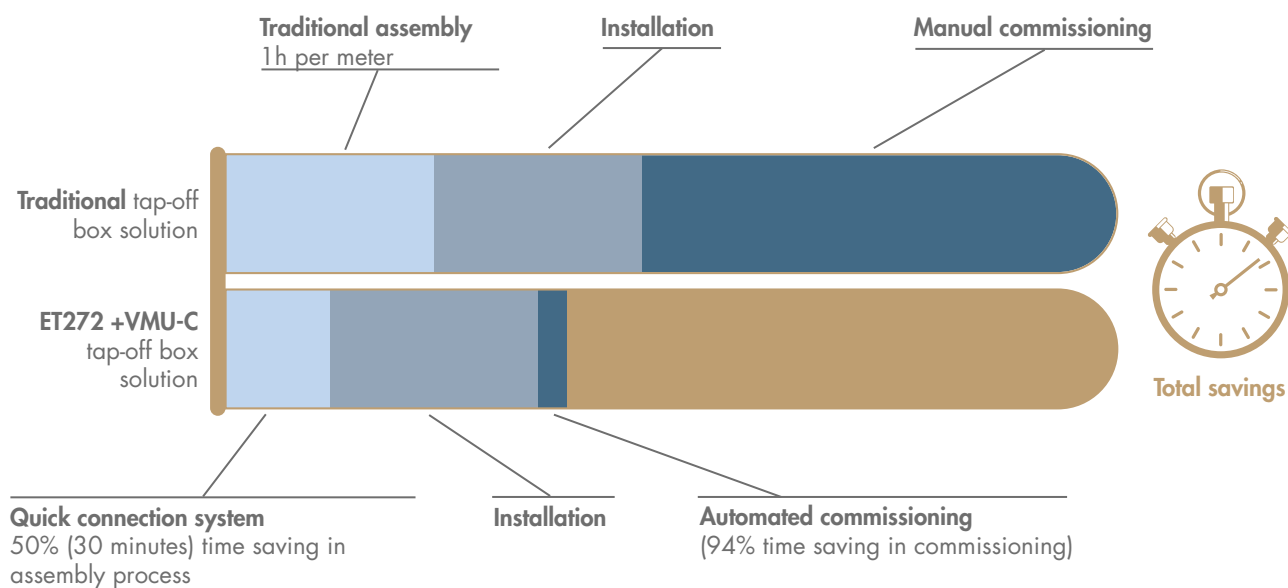 Traditional assembly
1h per meter
Installation
Manual commissioning
Traditional tap-off
box solution
ET272 +VMU-C
tap-off box
solution
Total savings
Quick connection system
50% (30 minutes) time saving in
assembly process
Installation
Automated commissioning
(94% time saving in commissioning)